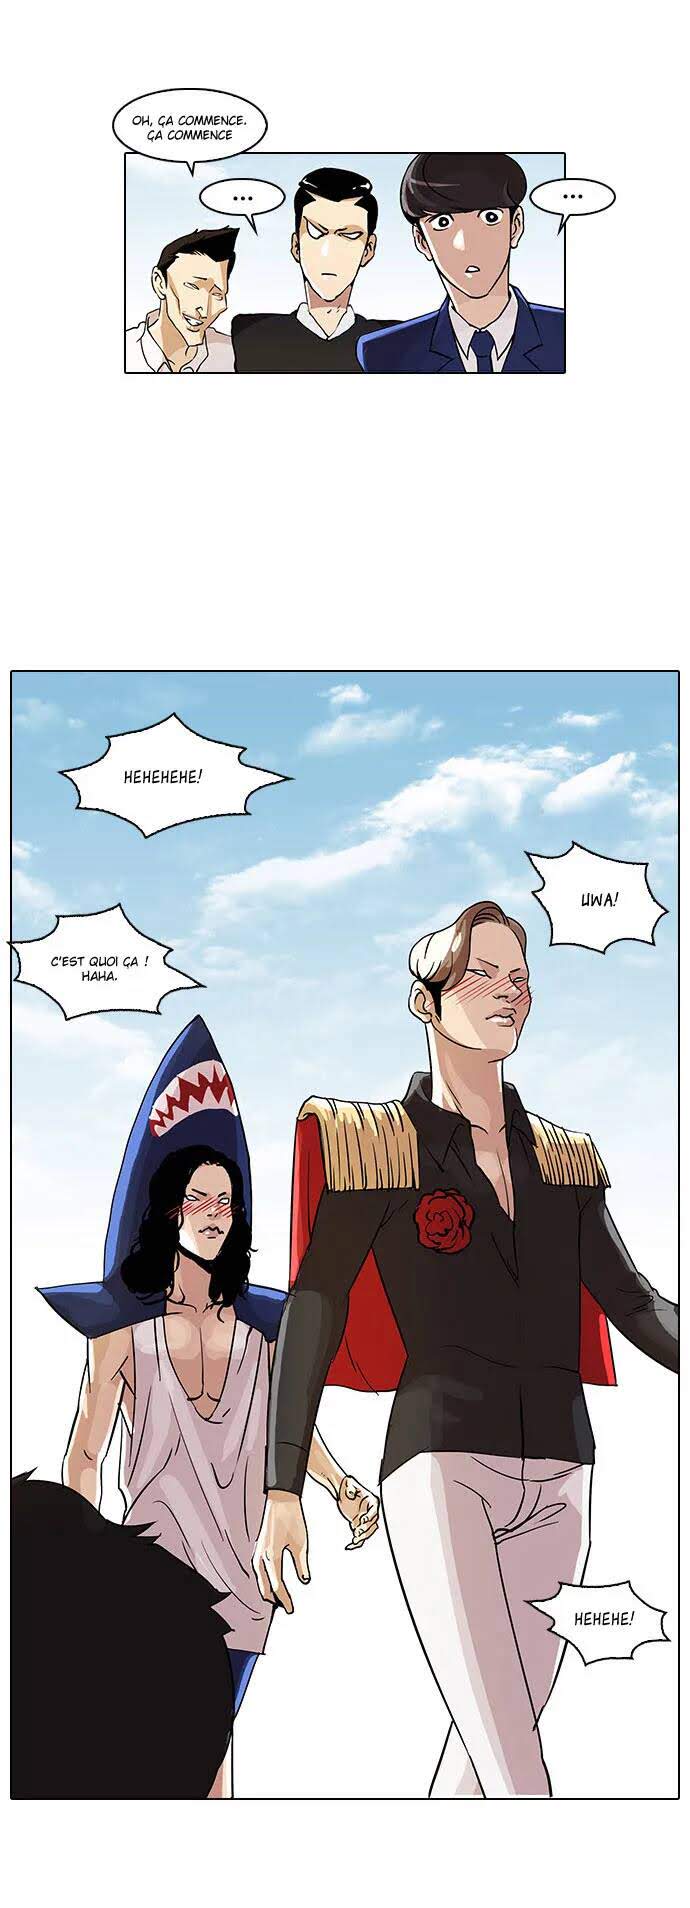 OH, ÇA COMMENCE.
ÇA COMMENCE
...
...
HEHEHEHE!
UWA!
C'EST QUOI ÇA !
HAHA.
HEHEHE!